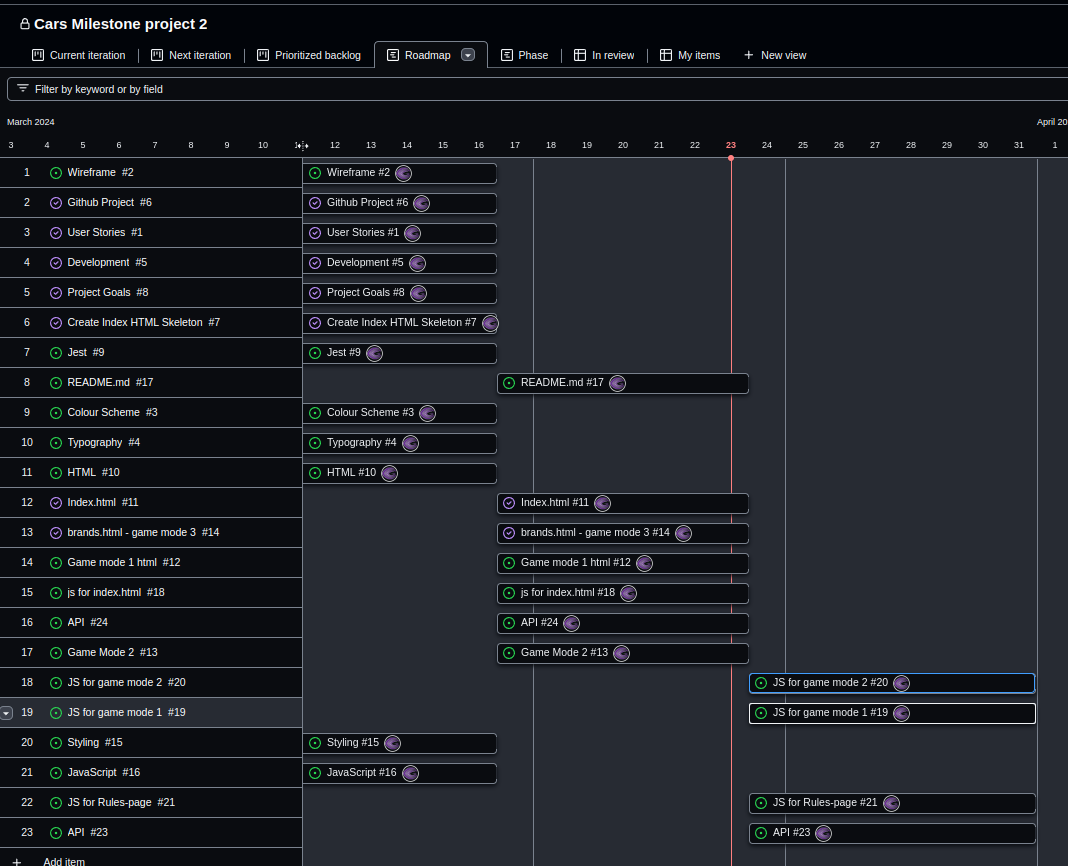 Cars Milestone project 2
Current iteration Next iteration Prioritized backlog Roadmap Phase In review My items New view
Filter by keyword or by field
March 2024 April 20
3 4 5 6 7 8 9 10 12 13 14 15 16 17 18 19 20 21 22 23 24 25 26 27 28 29 30 31 1
1 Wireframe #2 Wireframe #2
2 Github Project #6 Github Project #6
3 User Stories #1 User Stories #1
4 Development #5 Development #5
5 Project Goals #8 Project Goals #8
6 Create Index HTML Skeleton #7 Create Index HTML Skeleton #7
7 Jest #9 Jest #9
8 README.md #17 README.md #17
9 Colour Scheme #3 Colour Scheme #3
10 Typography #4 Typography #4
11 HTML #10 HTML #10
12 Index.html #11 Index.html #11
13 brands.html - game mode 3 #14 brands.html - game mode 3 #14
14 Game mode 1 html #12 Game mode 1 html #12
15 js for index.html #18 js for index.html #18
16 API #24 API #24
17 Game Mode 2 #13 Game Mode 2 #13
18 JS for game mode 2 #20 JS for game mode 2 #20
19 JS for game mode 1 #19 JS for game mode 1 #19
20 Styling #15 Styling #15
21 JavaScript #16 JavaScript #16
22 JS for Rules-page #21 JS for Rules-page #21
23 API #23 API #23
Add item